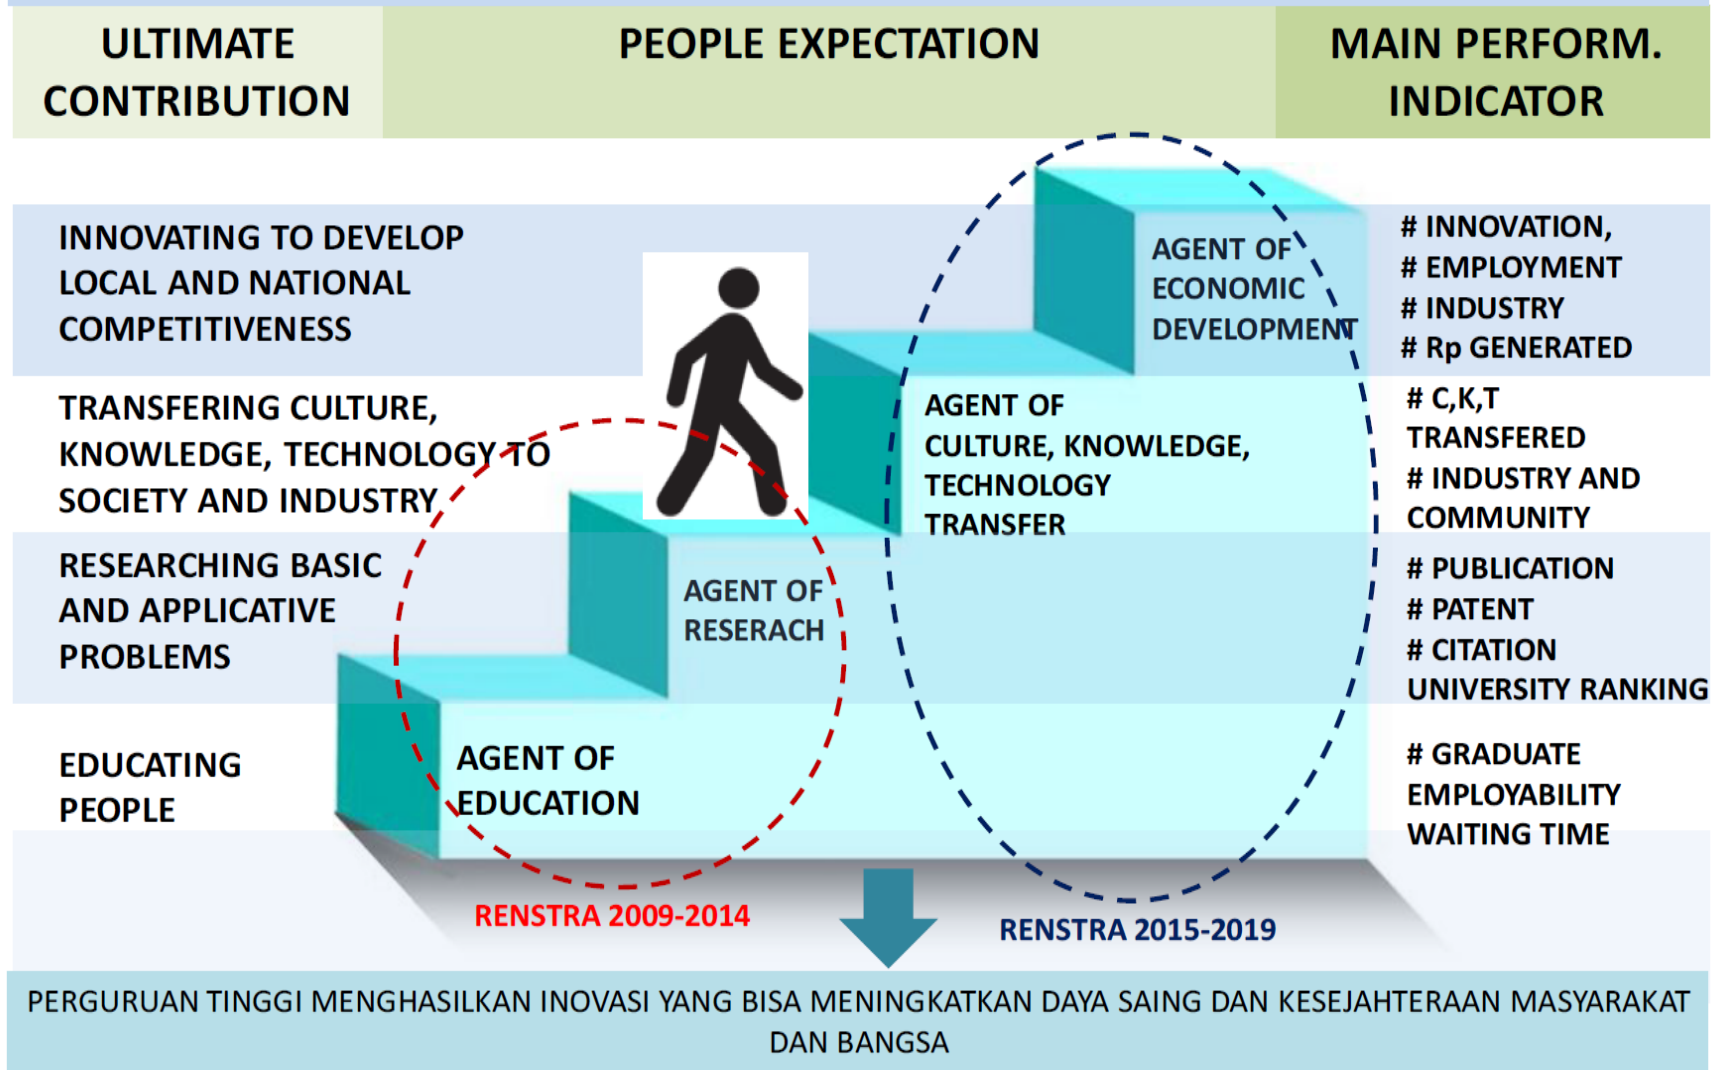 ULTIMATE
CONTRIBUTION
PEOPLE EXPECTATION
MAIN PERFORM.
INDICATOR
INNOVATING TO DEVELOP
LOCAL AND NATIONAL
COMPETITIVENESS
AGENT OF
ECONOMIC
DEVELOPMENT
# INNOVATION,
# EMPLOYMENT
# INDUSTRY
# Rp GENERATED
TRANSFERING CULTURE,
KNOWLEDGE, TECHNOLOGY TO
SOCIETY AND INDUSTRY
AGENT OF
CULTURE, KNOWLEDGE,
TECHNOLOGY
TRANSFER
# C,K,T
TRANSFERED
# INDUSTRY AND
COMMUNITY
RESEARCHING BASIC
AND APPLICATIVE
PROBLEMS
AGENT OF
RESERACH
# PUBLICATION
# PATENT
# CITATION
UNIVERSITY RANKING
EDUCATING
PEOPLE
AGENT OF
EDUCATION
# GRADUATE
EMPLOYABILITY
WAITING TIME
RENSTRA 2009-2014
RENSTRA 2015-2019
PERGURUAN TINGGI MENGHASILKAN INOVASI YANG BISA MENINGKATKAN DAYA SAING DAN KESEJAHTERAAN MASYARAKAT
DAN BANGSA